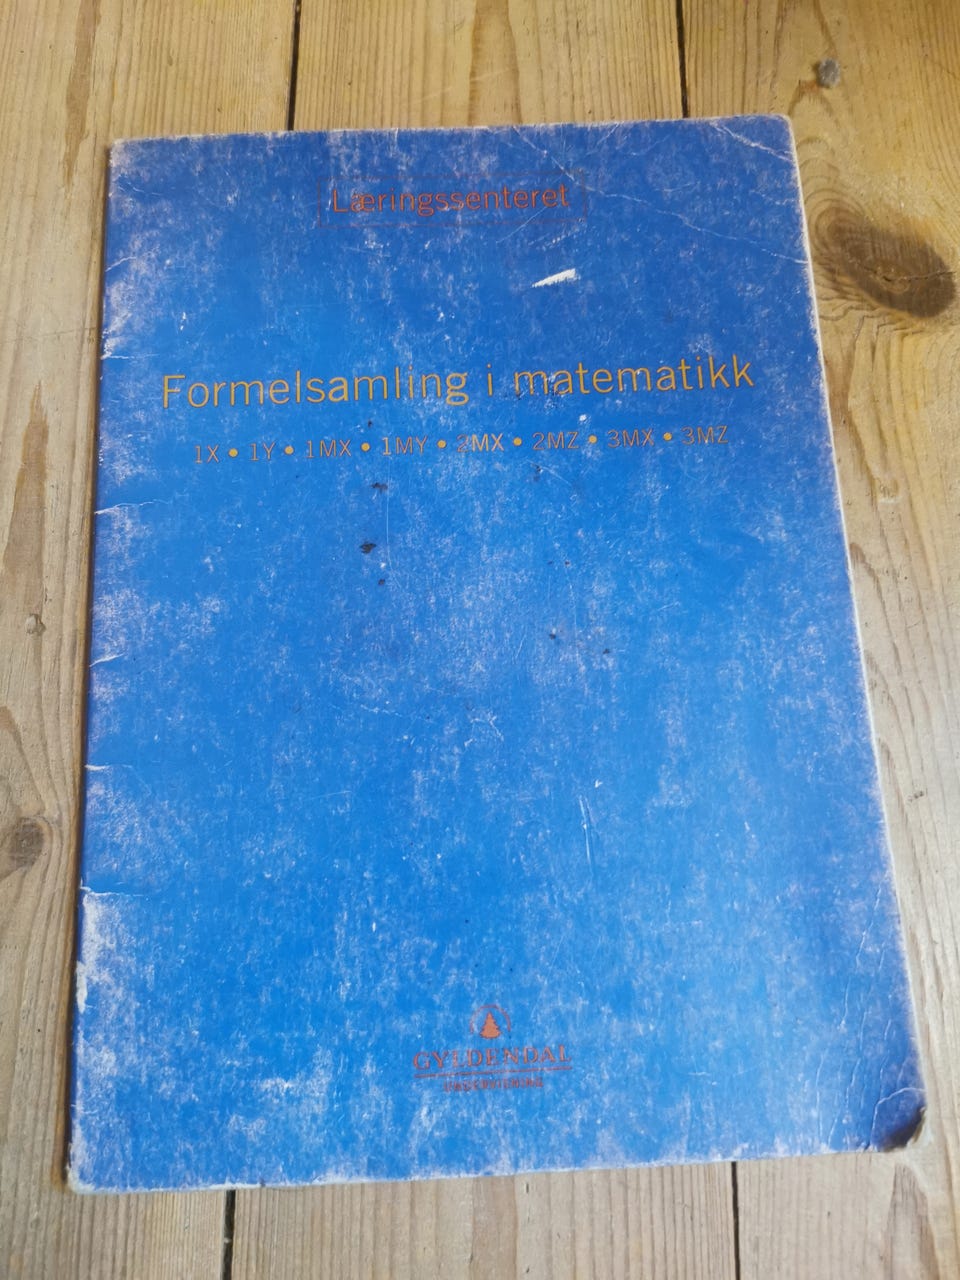 Læringssenteret
Formelsamling i matematikk
1X • 1Y • 1MX • 1MY • 2MX • 2MZ • 3MX • 3MZ
GYLDENDAL